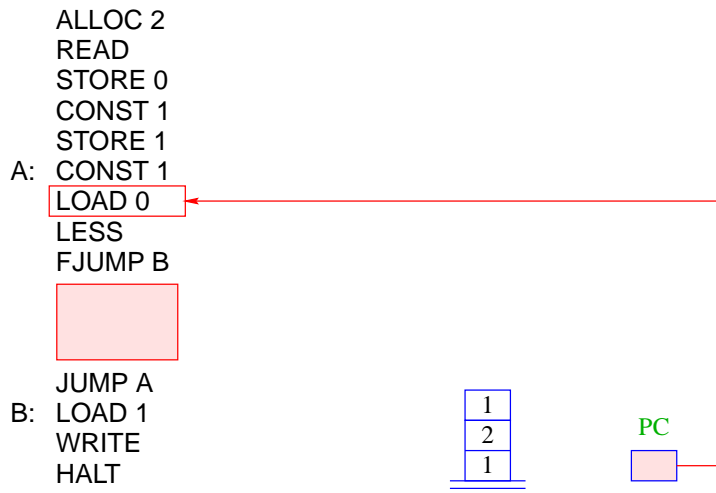 ALLOC 2
READ
STORE 0
CONST 1
STORE 1
A: CONST 1
LOAD 0
LESS
FJUMP B
JUMP A
B: LOAD 1
WRITE
HALT
1
2
1
PC